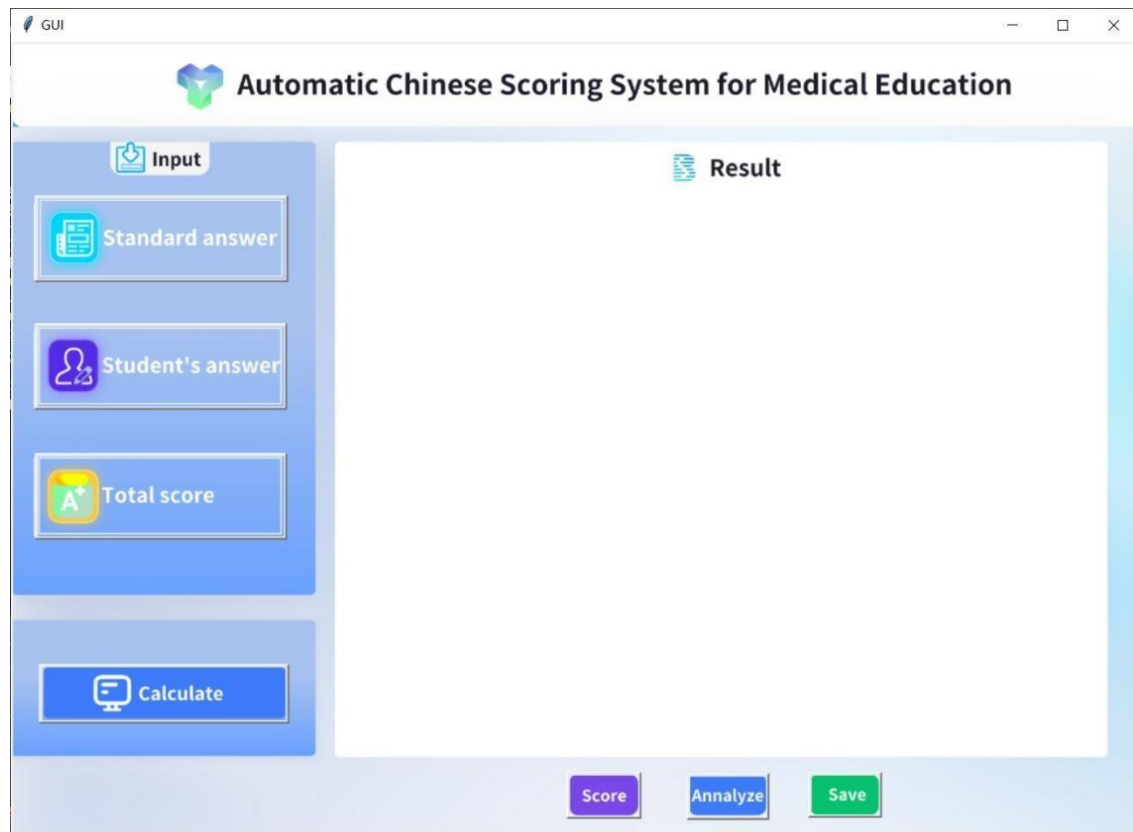 GUI
Automatic Chinese Scoring System for Medical Education
Input
Result
Standard answer
Student's answer
A+
Total score
Calculate
Score
Annalyze
Save